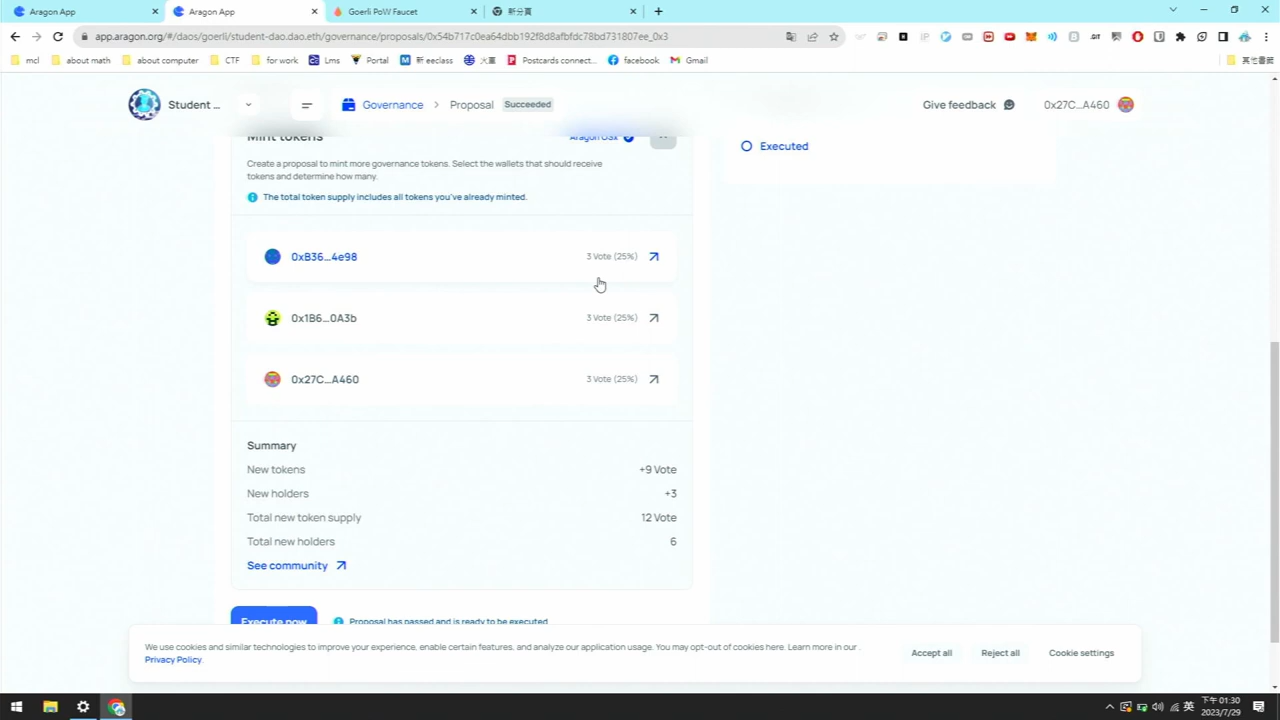 Aragon App
Aragon App
Goerli PoW Faucet
新分頁
app.aragon.org/#/daos/goerli/student-dao.dao.eth/governance/proposals/0x54b717c0ea64dbb192f8d8afbfdc78bd731807ee_0x3
mcl
about math
about computer
CTF
for work
Lms
Portal
新 eeclass
火車
Postcards connect...
facebook
Gmail
其他書籤
Student ...
Governance
Proposal
Succeeded
Give feedback
0x27C...A460
Mint tokens
Aragon OSx
Executed
Create a proposal to mint more governance tokens. Select the wallets that should receive
tokens and determine how many.
The total token supply includes all tokens you've already minted.
0xB36...4e98
3 Vote (25%)
0x1B6...0A3b
3 Vote (25%)
0x27C...A460
3 Vote (25%)
Summary
New tokens
+9 Vote
New holders
+3
Total new token supply
12 Vote
Total new holders
6
See community
Execute now
Proposal has passed and is ready to be executed
We use cookies and similar technologies to improve your experience, enable certain features, and analyze our application usage. You may opt-out of cookies here. Learn more in our
Privacy Policy.
Accept all
Reject all
Cookie settings
英
下午 01:30
2023/7/29